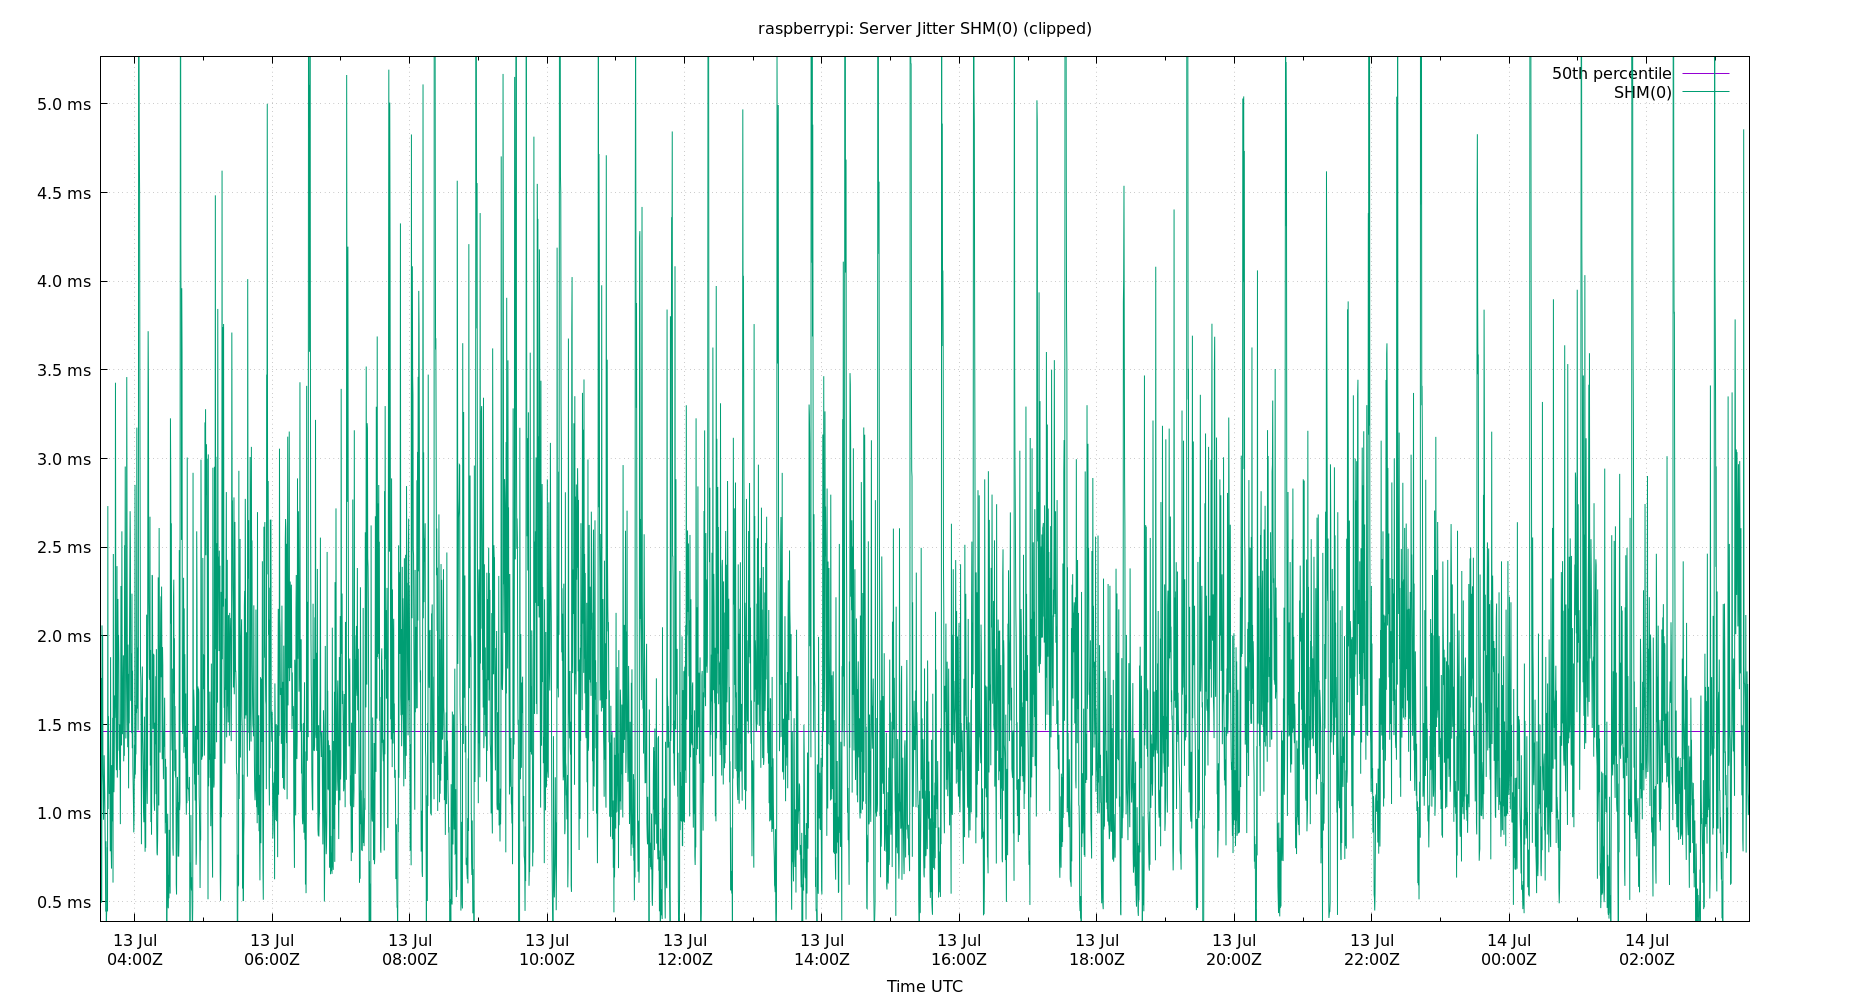 raspberrypi: Server Jitter SHM(0) (clipped)
50th percentile
SHM(0)
5.0 ms
4.5 ms
4.0 ms
3.5 ms
3.0 ms
2.5 ms
2.0 ms
1.5 ms
1.0 ms
0.5 ms
13 Jul 13 Jul 13 Jul 13 Jul 13 Jul 13 Jul 13 Jul 13 Jul 13 Jul 13 Jul 14 Jul 14 Jul
04:00Z 06:00Z 08:00Z 10:00Z 12:00Z 14:00Z 16:00Z 18:00Z 20:00Z 22:00Z 00:00Z 02:00Z
Time UTC